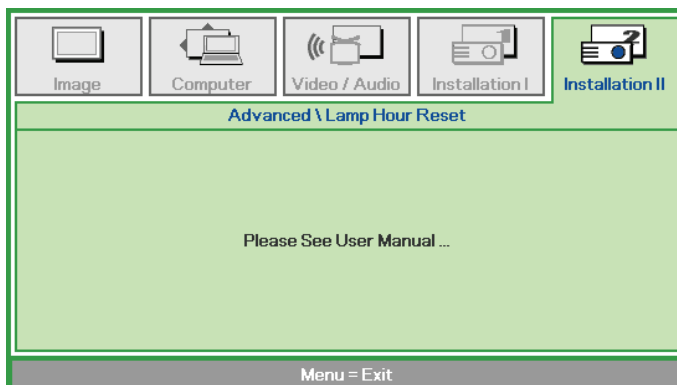 Image
Computer
Video / Audio
Installation I
Installation II
Advanced \ Lamp Hour Reset
Please See User Manual ...
Menu = Exit